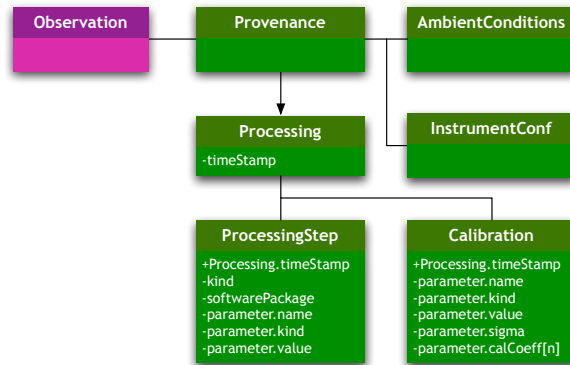 Observation
Provenance
AmbientConditions
Processing
-timeStamp
InstrumentConf
ProcessingStep
+Processing.timeStamp
-kind
-softwarePackage
-parameter.name
-parameter.kind
-parameter.value
Calibration
+Processing.timeStamp
-parameter.name
-parameter.kind
-parameter.value
-parameter.sigma
-parameter.calCoeff[n]